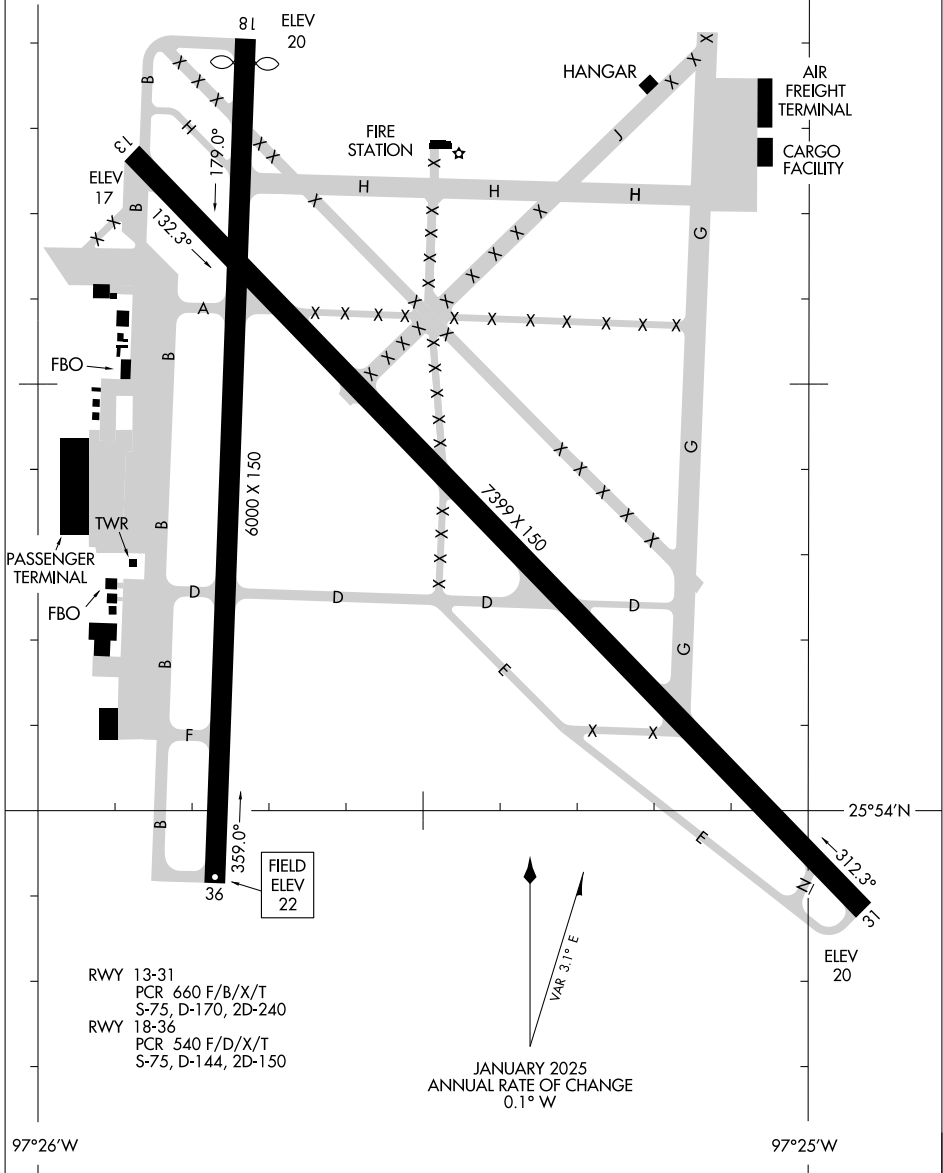 18
ELEV
20
HANGAR
AIR
FREIGHT
TERMINAL
CARGO
FACILITY
FIRE
STATION
13
ELEV
17
179.0°
132.3°
B
H
X X X
X X
X
X X
J
X X
X
H H H
B
X X
X X X X
X
X X X X
G
A
B
X X X X
X X X X X X X
X X X
FBO
6000 X 150
7399 X 150
X X X X
X X X
X X X X X
G
TWR
B
PASSENGER
TERMINAL
FBO
D D D D
B
E
G
F
X X
B
359.0°
36
FIELD
ELEV
22
25°54'N
E
312.3°
N
31
ELEV
20
VAR 3.1° E
RWY 13-31
PCR 660 F/B/X/T
S-75, D-170, 2D-240
RWY 18-36
PCR 540 F/D/X/T
S-75, D-144, 2D-150
JANUARY 2025
ANNUAL RATE OF CHANGE
0.1° W
97°26'W
97°25'W